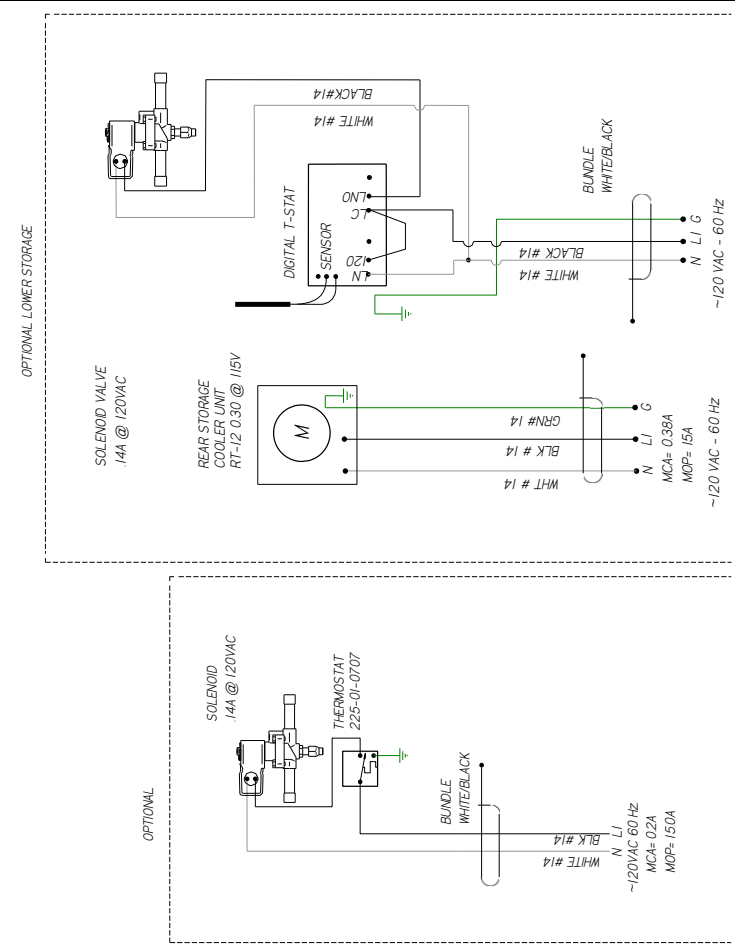 OPTIONAL LOWER STORAGE
SOLENOID VALVE
.14A @ 120VAC
BLACK#14
WHITE #14
DIGITAL T-STAT
SENSOR
LNO
LC
120
LN
BUNDLE
WHITE/BLACK
BLACK #14
WHITE #14
G
L1
N
~120 VAC - 60 Hz
REAR STORAGE
COOLER UNIT
RT-12 0.30 @ 115V
M
GRN# 14
BLK # 14
WHT # 14
G
L1
N
MCA= 0.38A
MOP= 15A
~120 VAC - 60 Hz
OPTIONAL
SOLENOID
.14A @ 120VAC
THERMOSTAT
225-01-0707
BUNDLE
WHITE/BLACK
BLK #14
WHITE #14
L1
N
~120VAC 60 Hz
MCA= 0.2A
MOP= 15.0A